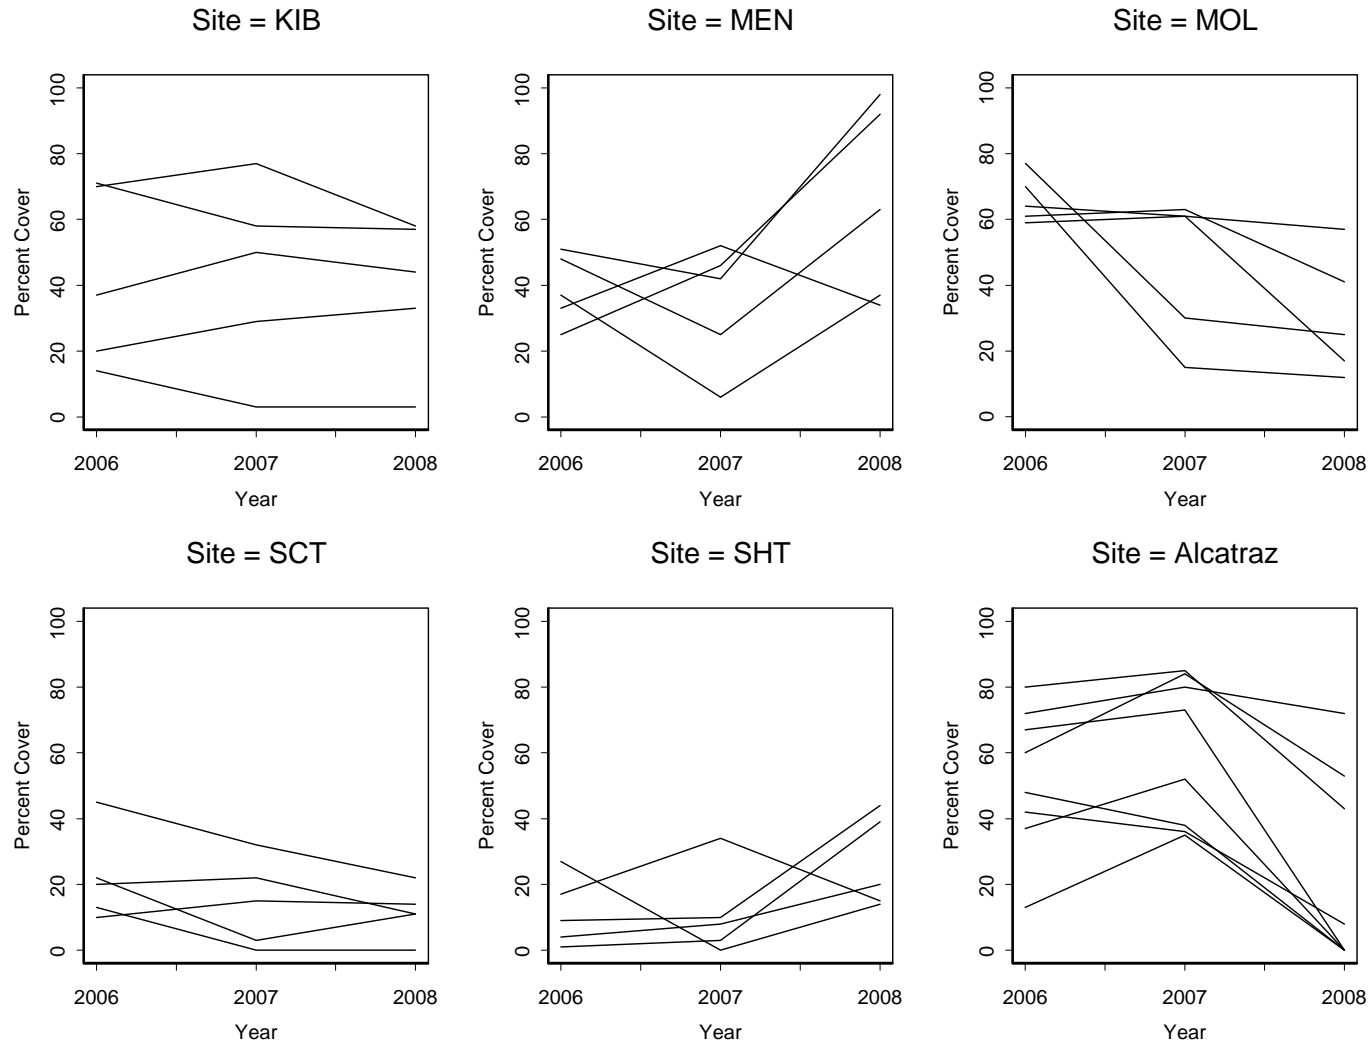 Site = KIB
Site = MEN
Site = MOL
Percent Cover
0 20 40 60 80 100
2006 2007 2008
Year
Percent Cover
0 20 40 60 80 100
2006 2007 2008
Year
Percent Cover
0 20 40 60 80 100
2006 2007 2008
Year
Site = SCT
Site = SHT
Site = Alcatraz
Percent Cover
0 20 40 60 80 100
2006 2007 2008
Year
Percent Cover
0 20 40 60 80 100
2006 2007 2008
Year
Percent Cover
0 20 40 60 80 100
2006 2007 2008
Year